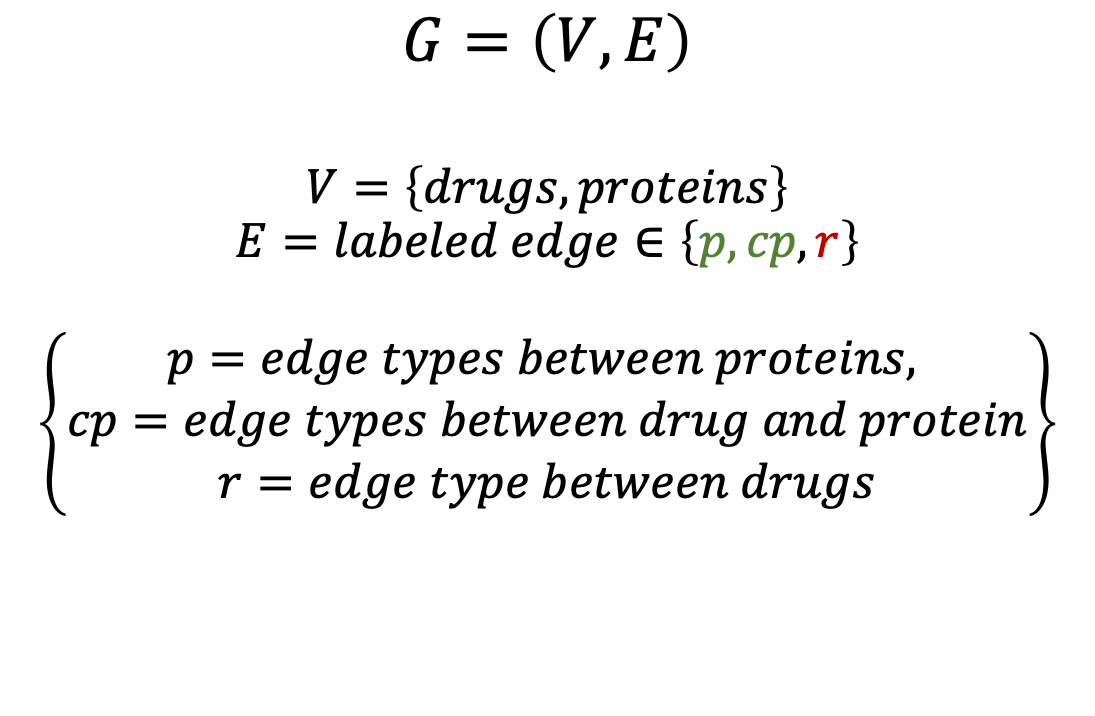 G = (V, E)
V = {drugs, proteins}
E = labeled edge ∈ {p, cp, r}
p = edge types between proteins,
cp = edge types between drug and protein
r = edge type between drugs